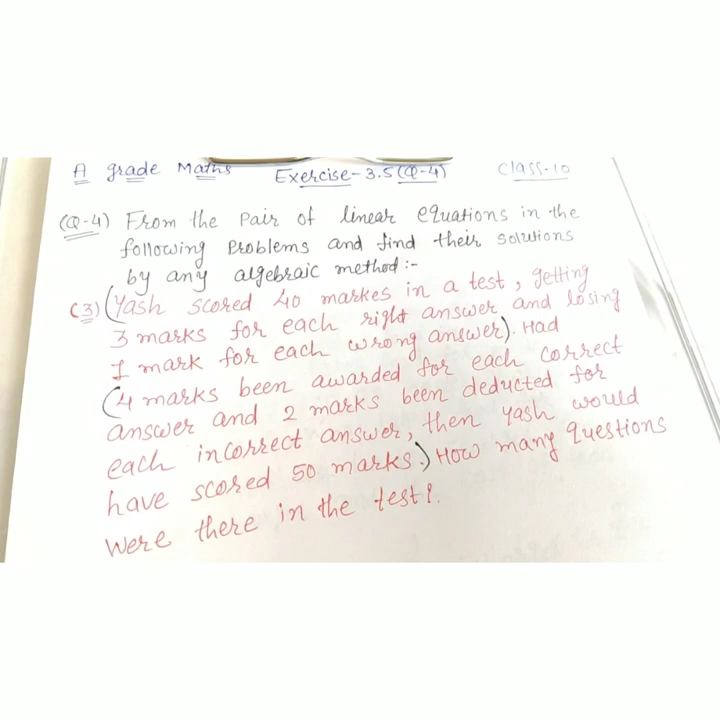 A grade Maths Exercise-3.5(Q-4) Class-10
(Q-4) From the Pair of linear equations in the
following Problems and find their solutions
by any algebraic method:-
(3) (Yash scored 40 markes in a test, getting
3 marks for each right answer and losing
1 mark for each wrong answer). Had
(4 marks been awarded for each correct
answer and 2 marks been deducted for
each incorrect answer, then Yash would
have scored 50 marks.) How many questions
were there in the test?